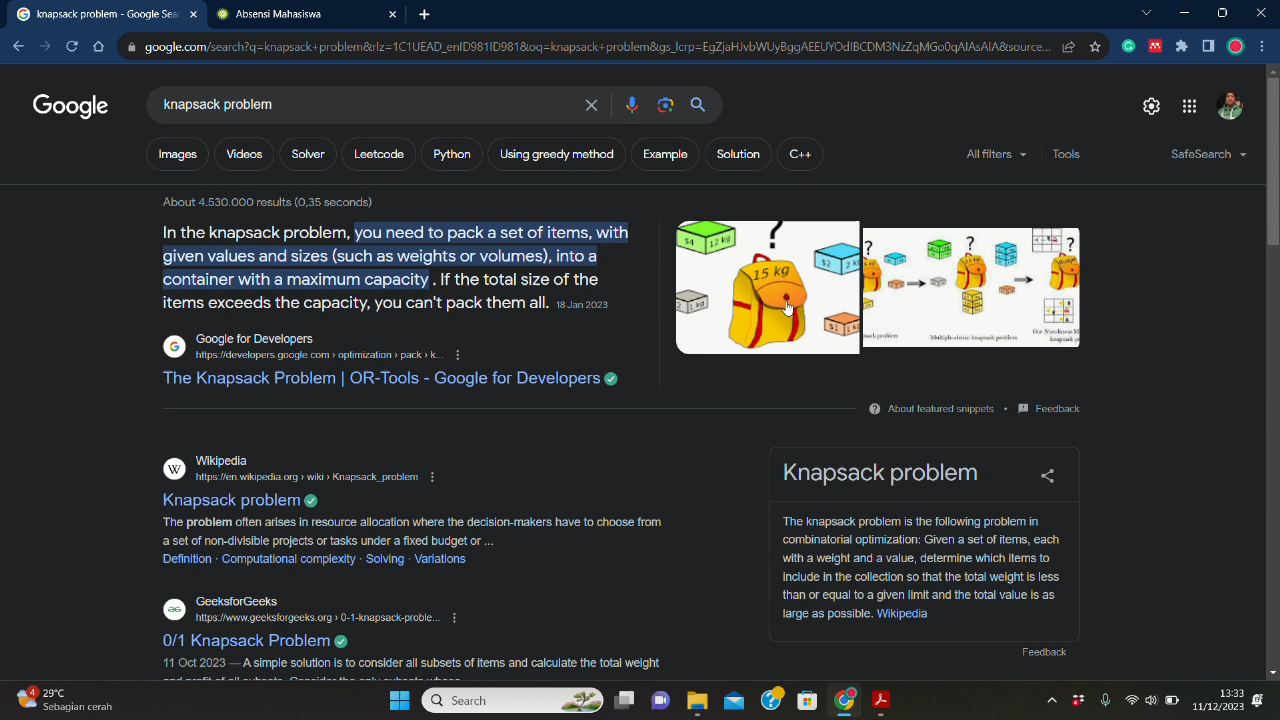 knapsack problem - Google Sea
Absensi Mahasiswa
google.com/search?q=knapsack+problem&rlz=1C1UEAD_enID981ID981&oq=knapsack+problem&gs_lcrp=EgZjaHJvbWUyBggAEEUYOdIBCDM3NzZqMGo0qAIAsAIA&source...
Google
knapsack problem
Images
Videos
Solver
Leetcode
Python
Using greedy method
Example
Solution
C++
All filters
Tools
SafeSearch
About 4.530.000 results (0,35 seconds)
In the knapsack problem, you need to pack a set of items, with
given values and sizes (such as weights or volumes), into a
container with a maximum capacity . If the total size of the
items exceeds the capacity, you can't pack them all. 18 Jan 2023
?
$4 12 kg
15 kg
$2
1 kg
$1
?
?
15 kg
?
Multiple-choice knapsack problem
Google for Developers
https://developers.google.com › optimization › pack › k...
The Knapsack Problem | OR-Tools - Google for Developers
About featured snippets • Feedback
Wikipedia
https://en.wikipedia.org › wiki › Knapsack_problem
Knapsack problem
The problem often arises in resource allocation where the decision-makers have to choose from
a set of non-divisible projects or tasks under a fixed budget or ...
Definition · Computational complexity · Solving · Variations
GeeksforGeeks
https://www.geeksforgeeks.org › 0-1-knapsack-proble...
0/1 Knapsack Problem
11 Oct 2023 — A simple solution is to consider all subsets of items and calculate the total weight
Knapsack problem
The knapsack problem is the following problem in
combinatorial optimization: Given a set of items, each
with a weight and a value, determine which items to
include in the collection so that the total weight is less
than or equal to a given limit and the total value is as
large as possible. Wikipedia
Feedback
4
29°C
Sebagian cerah
Search
13:33
11/12/2023